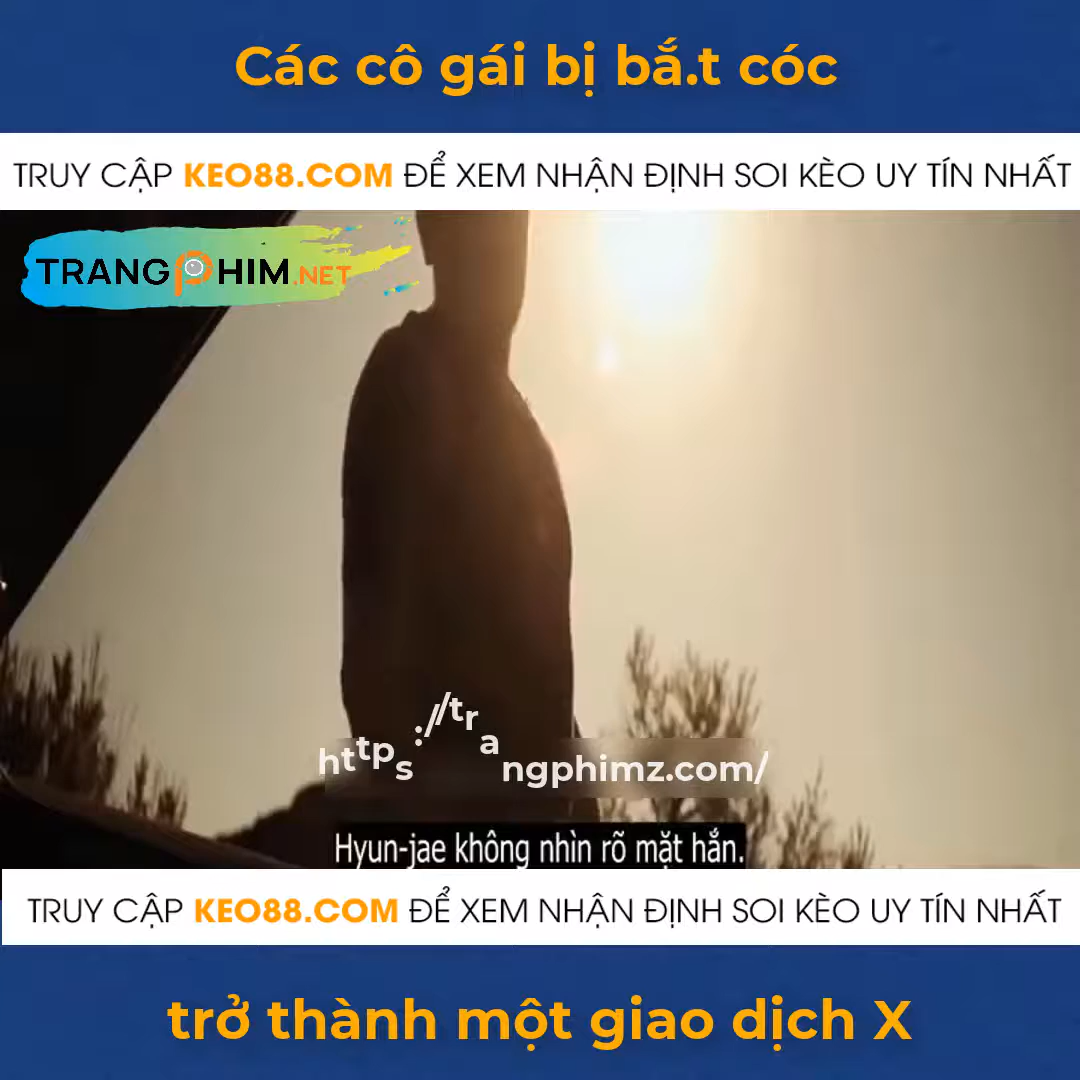 Các cô gái bị bắ.t cóc
TRUY CẬP KEO88.COM ĐỂ XEM NHẬN ĐỊNH SOI KÈO UY TÍN NHẤT
TRANGPHIM.NET
https://trangphimz.com/
Hyun-jae không nhìn rõ mặt hắn.
TRUY CẬP KEO88.COM ĐỂ XEM NHẬN ĐỊNH SOI KÈO UY TÍN NHẤT
trở thành một giao dịch X